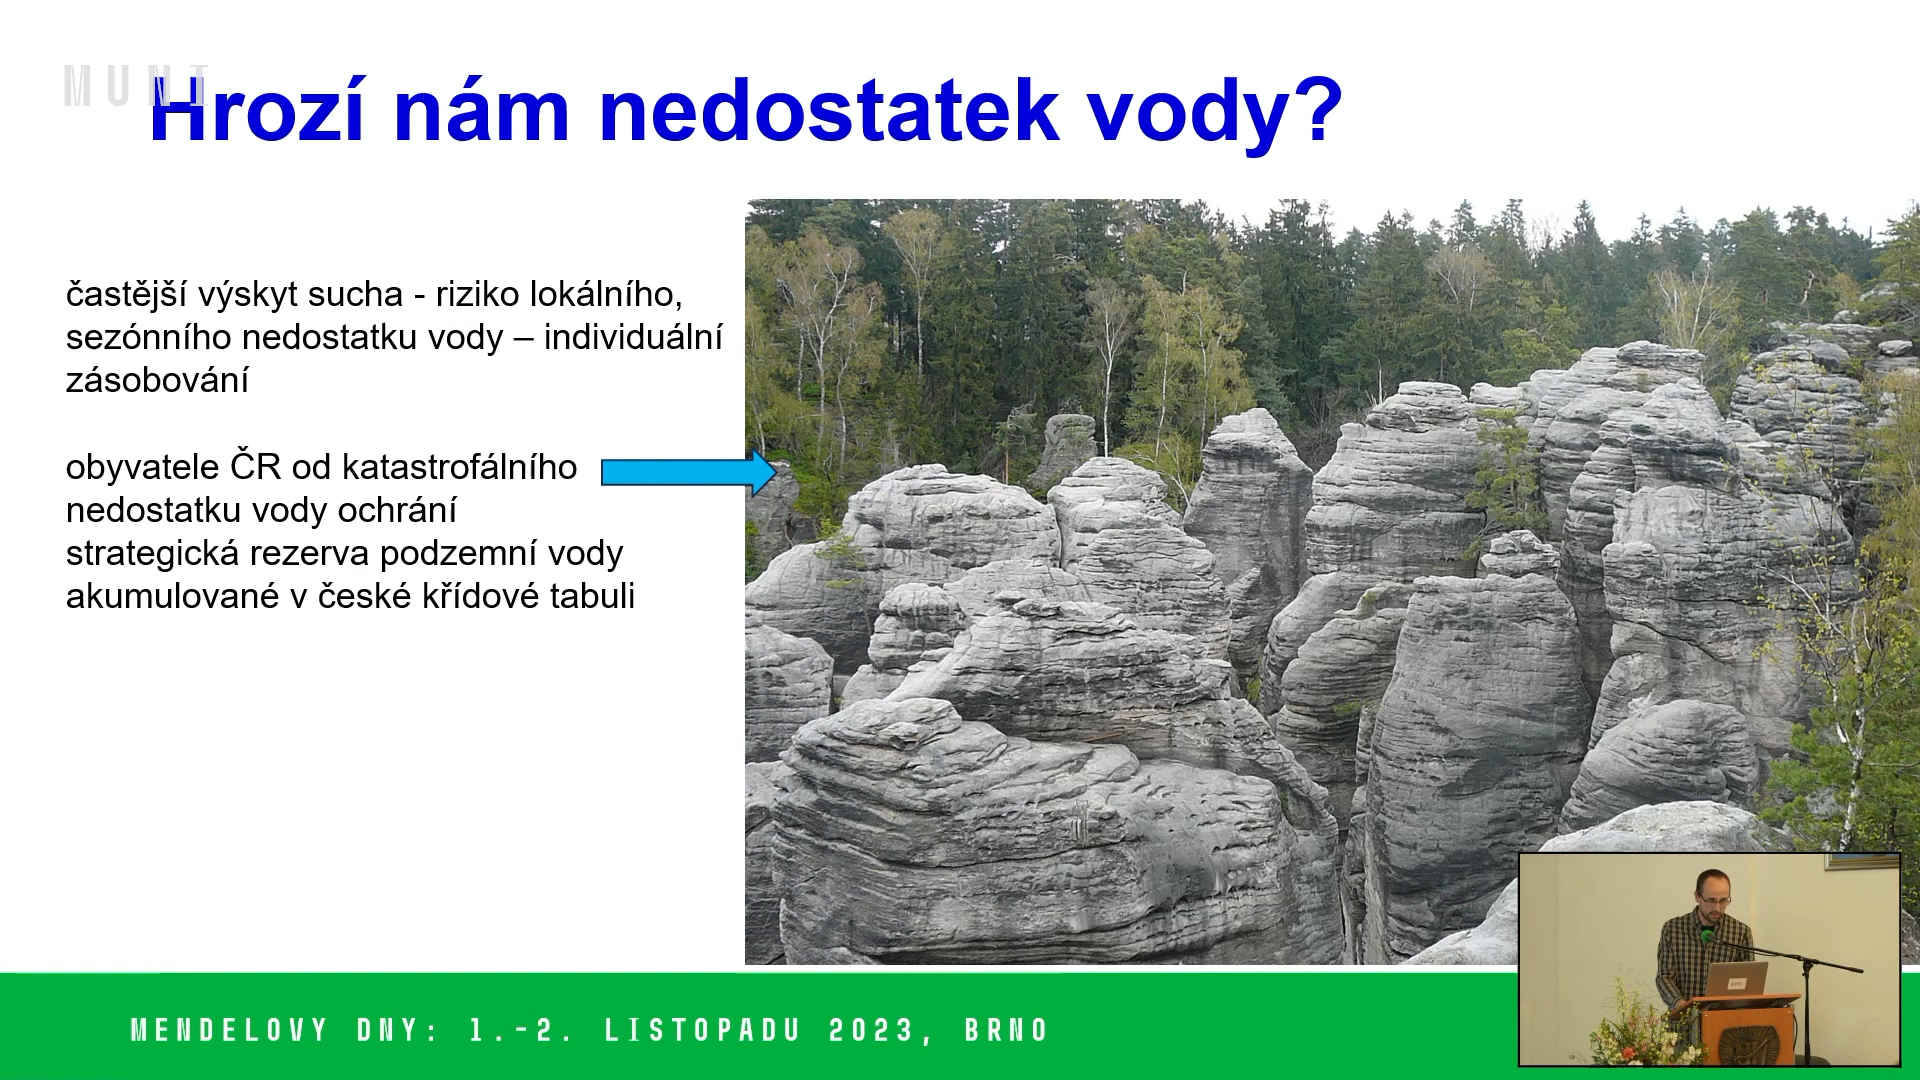 MUNI
Hrozí nám nedostatek vody?
častější výskyt sucha - riziko lokálního,
sezónního nedostatku vody – individuální
zásobování
obyvatele ČR od katastrofálního
nedostatku vody ochrání
strategická rezerva podzemní vody
akumulované v české křídové tabuli
MENDELOVY DNY: 1.-2. LISTOPADU 2023, BRNO